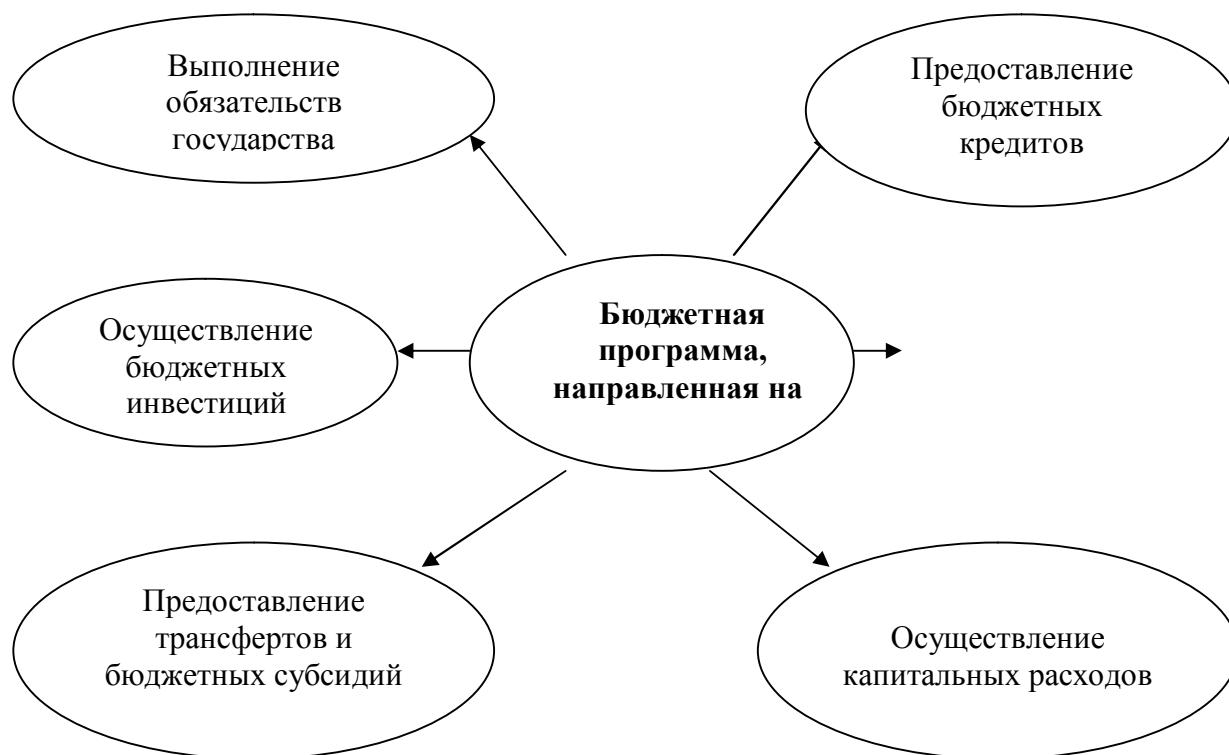 Выполнение
обязательств
государства
Предоставление
бюджетных
кредитов
Осуществление
бюджетных
инвестиций
Бюджетная
программа,
направленная на
Предоставление
трансфертов и
бюджетных субсидий
Осуществление
капитальных расходов